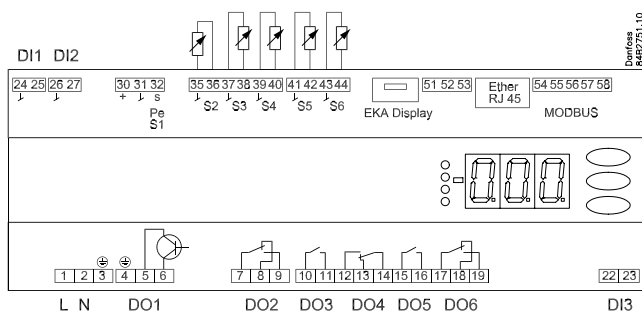 Danfoss
84B2751.10
DI1 DI2
24 25 26 27 30 31 32 35 36 37 38 39 40 41 42 43 44 51 52 53 54 55 56 57 58
+ s
Pe
S1
S2 S3 S4 S5 S6
EKA Display
Ether
RJ 45
MODBUS
000
1 2 3 4 5 6 7 8 9 10 11 12 13 14 15 16 17 18 19 22 23
L N DO1 DO2 DO3 DO4 DO5 DO6 DI3